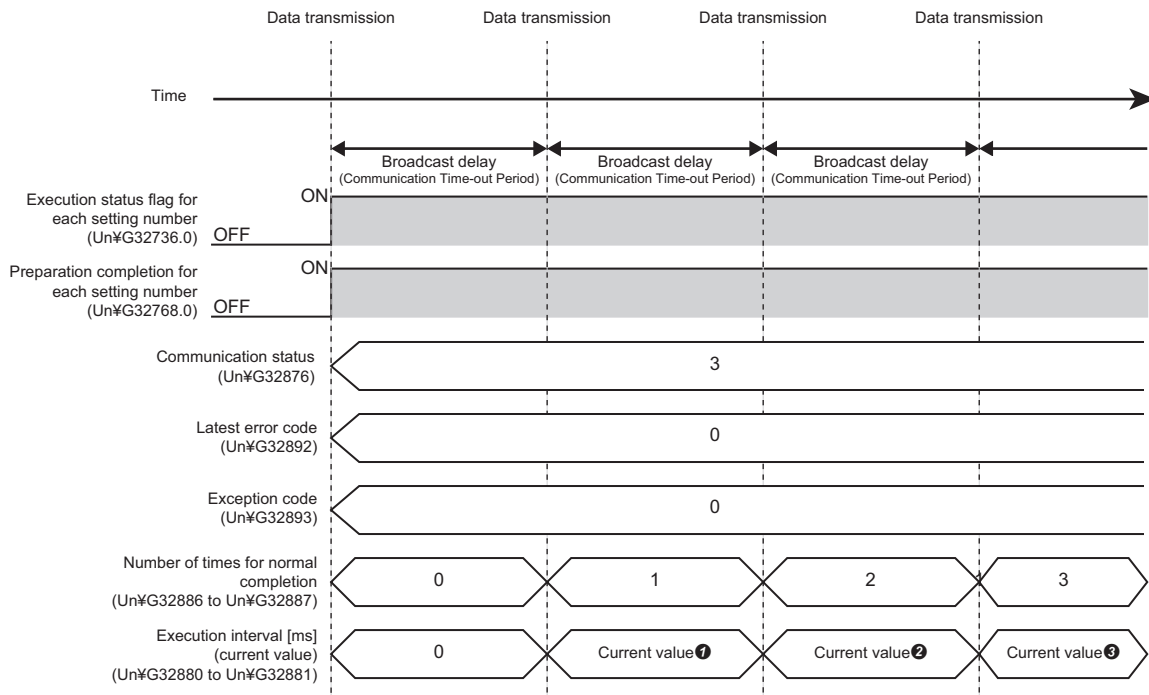 Data transmission
Data transmission
Data transmission
Data transmission
Time
Broadcast delay
(Communication Time-out Period)
Broadcast delay
(Communication Time-out Period)
Broadcast delay
(Communication Time-out Period)
Execution status flag for
each setting number
(Un¥G32736.0)
ON
OFF
Preparation completion for
each setting number
(Un¥G32768.0)
ON
OFF
Communication status
(Un¥G32876)
3
Latest error code
(Un¥G32892)
0
Exception code
(Un¥G32893)
0
Number of times for normal
completion
(Un¥G32886 to Un¥G32887)
0
1
2
3
Execution interval [ms]
(current value)
(Un¥G32880 to Un¥G32881)
0
Current value❶
Current value❷
Current value❸